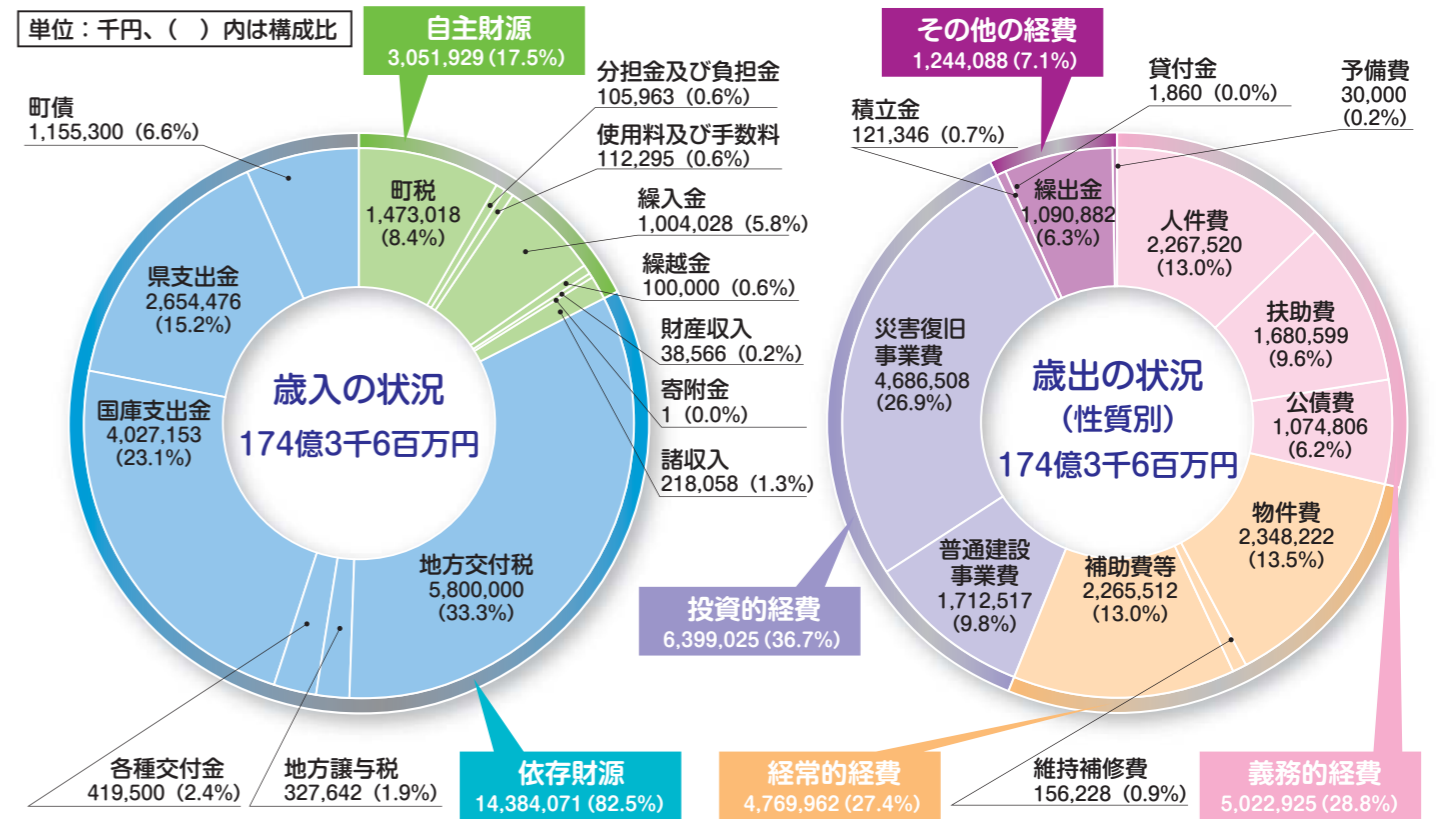 単位：千円、（　）内は構成比
自主財源
3,051,929（17.5%）
町債
1,155,300（6.6%）
町税
1,473,018
（8.4%）
分担金及び負担金
105,963（0.6%）
使用料及び手数料
112,295（0.6%）
繰入金
1,004,028（5.8%）
繰越金
100,000（0.6%）
財産収入
38,566（0.2%）
寄附金
1（0.0%）
諸収入
218,058（1.3%）
県支出金
2,654,476
（15.2%）
国庫支出金
4,027,153
（23.1%）
歳入の状況
174億3千6百万円
地方交付税
5,800,000
（33.3%）
各種交付金
419,500（2.4%）
地方譲与税
327,642（1.9%）
依存財源
14,384,071（82.5%）
その他の経費
1,244,088（7.1%）
積立金
121,346（0.7%）
貸付金
1,860（0.0%）
予備費
30,000
（0.2%）
繰出金
1,090,882
（6.3%）
人件費
2,267,520
（13.0%）
扶助費
1,680,599
（9.6%）
公債費
1,074,806
（6.2%）
災害復旧
事業費
4,686,508
（26.9%）
歳出の状況
（性質別）
174億3千6百万円
物件費
2,348,222
（13.5%）
普通建設
事業費
1,712,517
（9.8%）
補助費等
2,265,512
（13.0%）
投資的経費
6,399,025（36.7%）
経常的経費
4,769,962（27.4%）
維持補修費
156,228（0.9%）
義務的経費
5,022,925（28.8%）